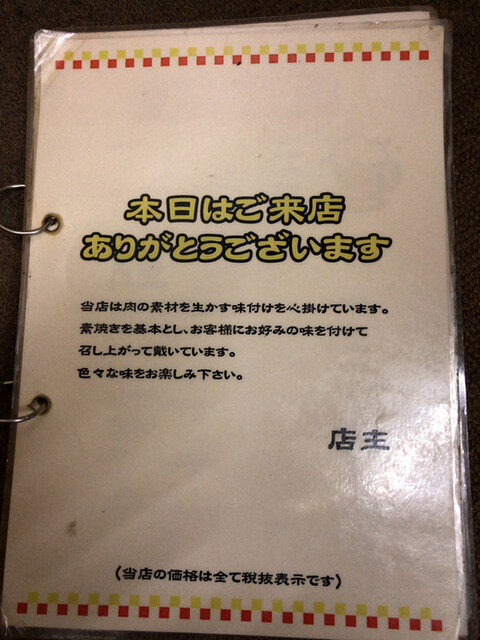 本日はご来店
ありがとうございます
当店は肉の素材を生かす味付けを心掛けています。
素焼きを基本とし、お客様にお好みの味を付けて
召し上がって戴いています。
色々な味をお楽しみ下さい。
店主
(当店の価格は全て税抜表示です)